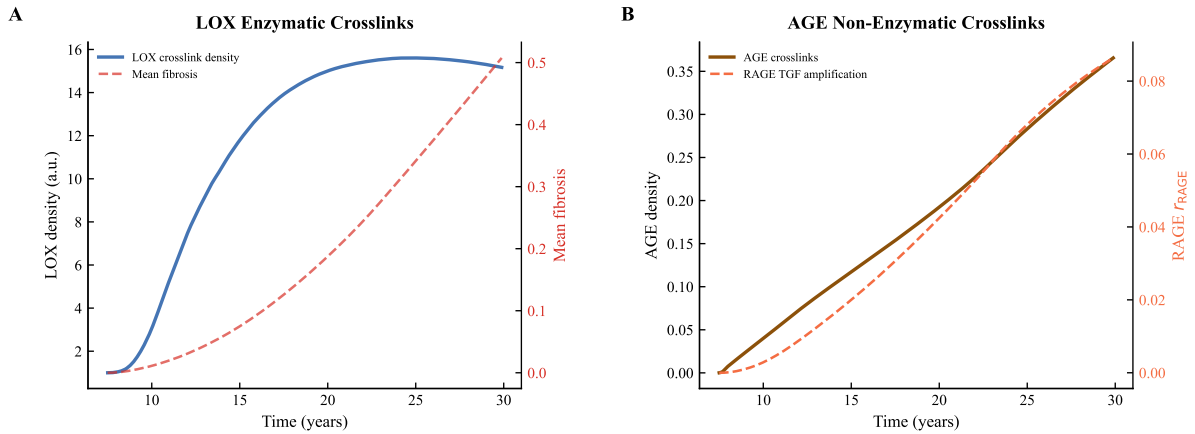 A
LOX Enzymatic Crosslinks
LOX crosslink density
Mean fibrosis
16
14
12
10
8
6
4
2
LOX density (a.u.)
0.5
0.4
0.3
0.2
0.1
0.0
Mean fibrosis
10 15 20 25 30
Time (years)
B
AGE Non-Enzymatic Crosslinks
AGE crosslinks
RAGE TGF amplification
0.35
0.30
0.25
0.20
0.15
0.10
0.05
0.00
AGE density
0.08
0.06
0.04
0.02
0.00
RAGE r_RAGE
10 15 20 25 30
Time (years)